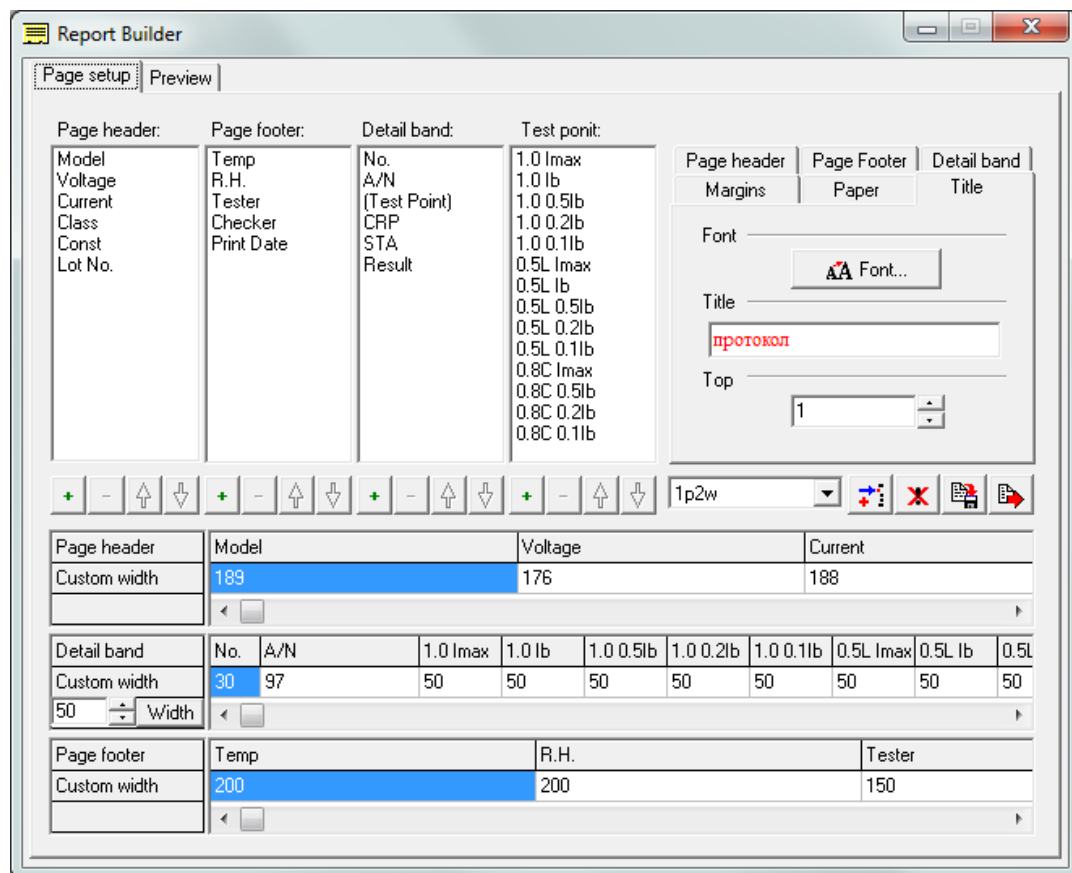 Report Builder
Page setup Preview
Page header: Page footer: Detail band: Test ponit:
Model
Voltage
Current
Class
Const
Lot No.
Temp
R.H.
Tester
Checker
Print Date
No.
A/N
(Test Point)
CRP
STA
Result
1.0 Imax
1.0 Ib
1.0 0.5Ib
1.0 0.2Ib
1.0 0.1Ib
0.5L Imax
0.5L Ib
0.5L 0.5Ib
0.5L 0.2Ib
0.5L 0.1Ib
0.8C Imax
0.8C 0.5Ib
0.8C 0.2Ib
0.8C 0.1Ib
Page header Page Footer Detail band
Margins Paper Title
Font
Font...
Title
протокол
Top
1
+ - + - + - + - 1p2w
Page header Model Voltage Current
Custom width 189 176 188
Detail band No. A/N 1.0 Imax 1.0 Ib 1.0 0.5Ib 1.0 0.2Ib 1.0 0.1Ib 0.5L Imax 0.5L Ib 0.5L
Custom width 30 97 50 50 50 50 50 50 50 50
50 Width
Page footer Temp R.H. Tester
Custom width 200 200 150